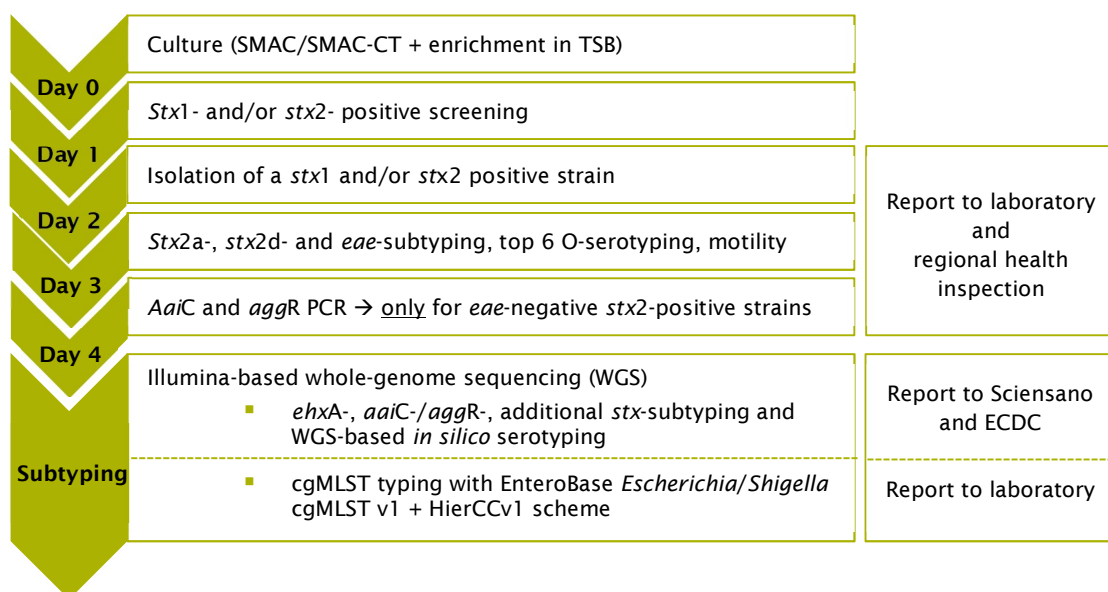 Culture (SMAC/SMAC-CT + enrichment in TSB)
Day 0
Stx1- and/or stx2- positive screening
Day 1
Isolation of a stx1 and/or stx2 positive strain
Day 2
Stx2a-, stx2d- and eae-subtyping, top 6 O-serotyping, motility
Day 3
AaiC and aggR PCR → only for eae-negative stx2-positive strains
Day 4
Report to laboratory
and
regional health
inspection
Illumina-based whole-genome sequencing (WGS)
▪ ehxA-, aaiC-/aggR-, additional stx-subtyping and
WGS-based in silico serotyping
Report to Sciensano
and ECDC
Subtyping
▪ cgMLST typing with EnteroBase Escherichia/Shigella
cgMLST v1 + HierCCv1 scheme
Report to laboratory